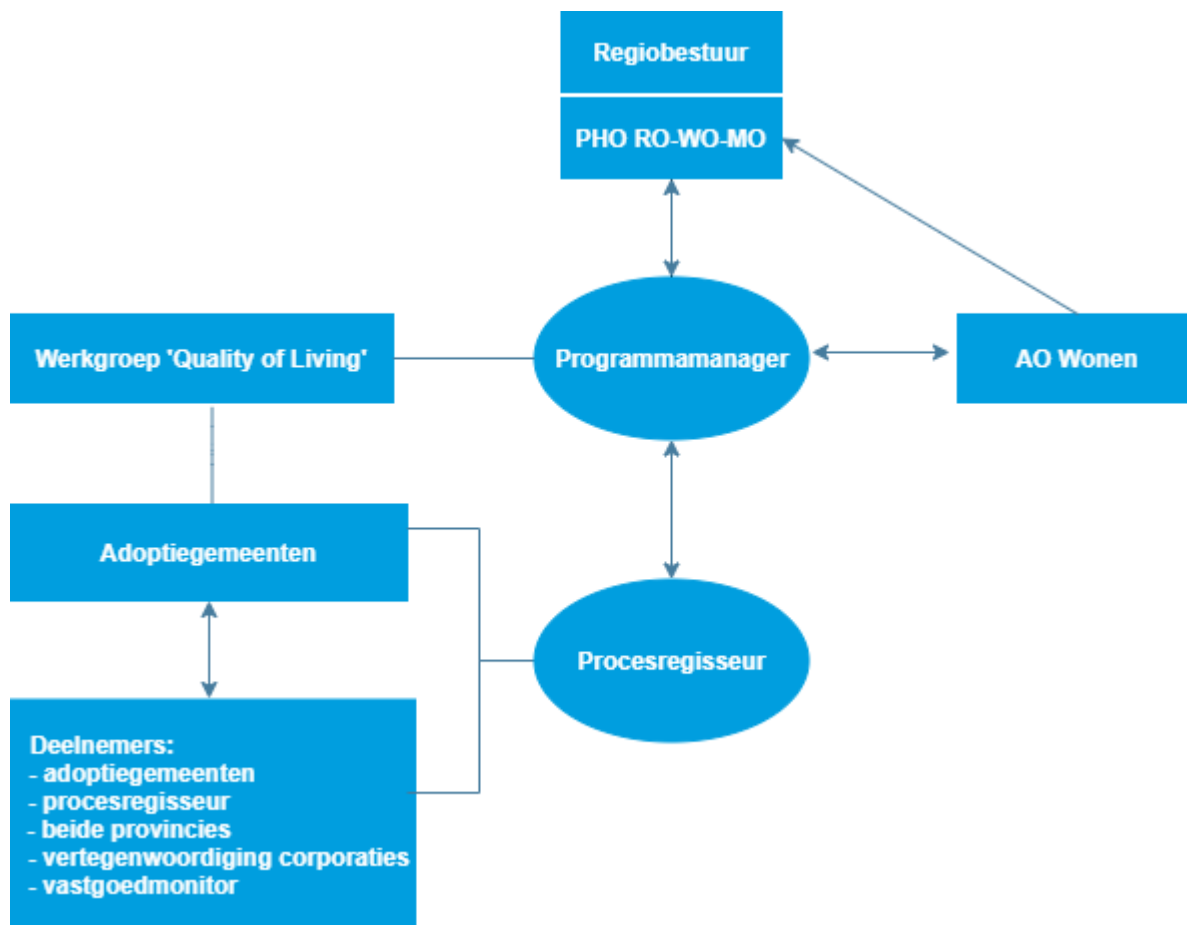 Regiobestuur
PHO RO-WO-MO
Werkgroep 'Quality of Living'
Programmamanager
AO Wonen
Adoptiegemeenten
Procesregisseur
Deelnemers:
- adoptiegemeenten
- procesregisseur
- beide provincies
- vertegenwoordiging corporaties
- vastgoedmonitor